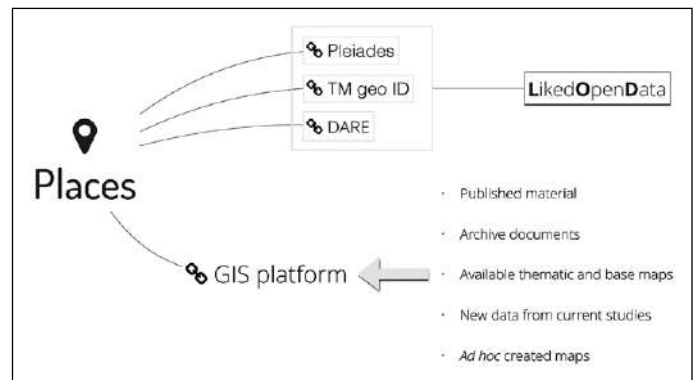 Pleiades
TM geo ID
DARE
LikedOpenData
Places
GIS platform
· Published material
· Archive documents
· Available thematic and base maps
· New data from current studies
· Ad hoc created maps